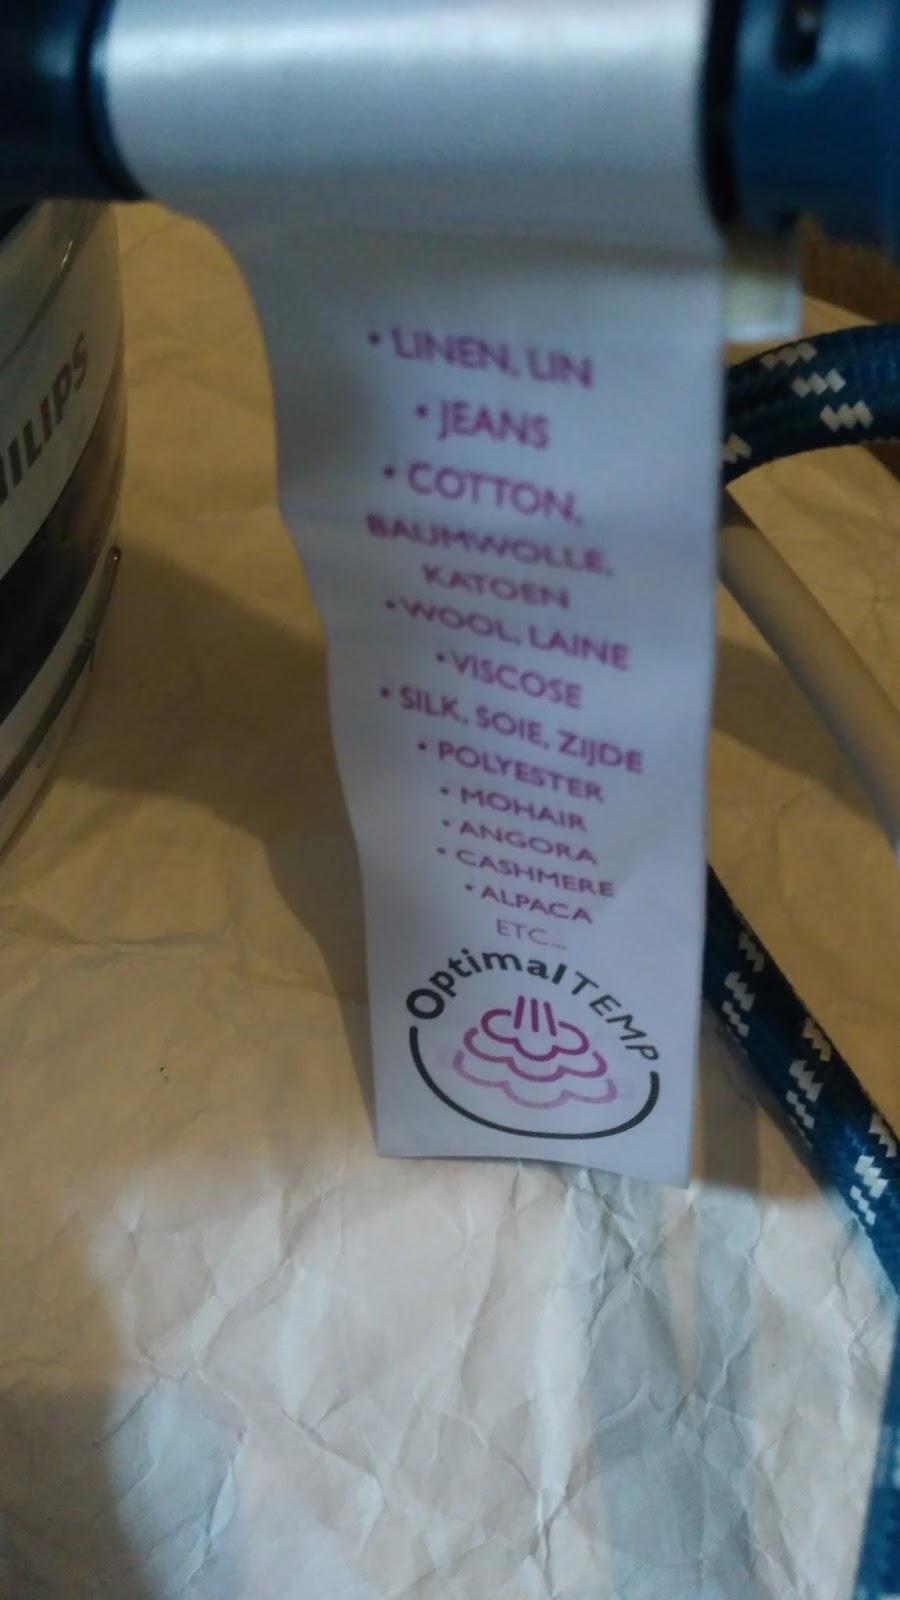 PHILIPS
• LINEN, LIN
• JEANS
• COTTON,
BAUMWOLLE,
KATOEN
• WOOL, LAINE
• VISCOSE
• SILK, SOIE, ZIJDE
• POLYESTER
• MOHAIR
• ANGORA
• CASHMERE
• ALPACA
ETC...
OptimalTEMP